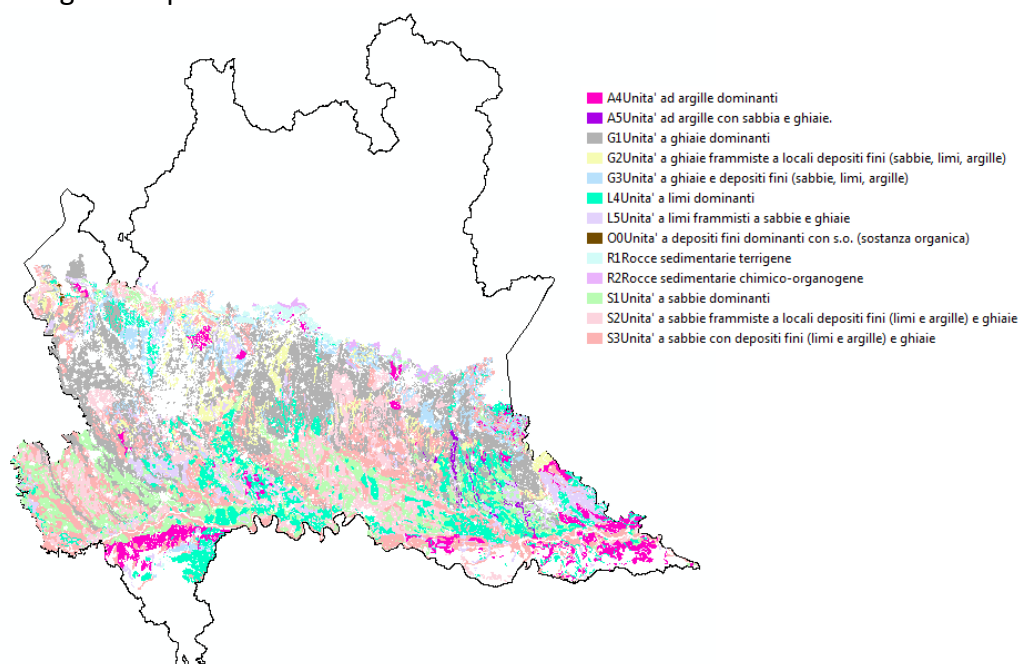 A4Unita' ad argille dominanti
A5Unita' ad argille con sabbia e ghiaie.
G1Unita' a ghiaie dominanti
G2Unita' a ghiaie frammiste a locali depositi fini (sabbie, limi, argille)
G3Unita' a ghiaie e depositi fini (sabbie, limi, argille)
L4Unita' a limi dominanti
L5Unita' a limi frammisti a sabbie e ghiaie
O0Unita' a depositi fini dominanti con s.o. (sostanza organica)
R1Rocce sedimentarie terrigene
R2Rocce sedimentarie chimico-organogene
S1Unita' a sabbie dominanti
S2Unita' a sabbie frammiste a locali depositi fini (limi e argille) e ghiaie
S3Unita' a sabbie con depositi fini (limi e argille) e ghiaie